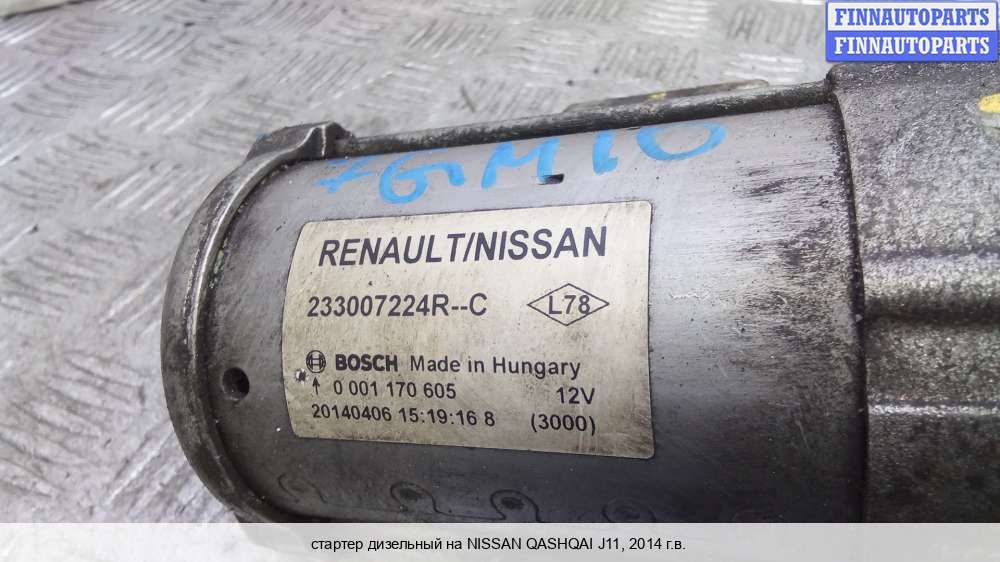 FINNAUTOPARTS
FINNAUTOPARTS
7GM10
RENAULT/NISSAN
233007224R--C L78
BOSCH Made in Hungary
0 001 170 605 12V
20140406 15:19:16 8 (3000)
стартер дизельный на NISSAN QASHQAI J11, 2014 г.в.